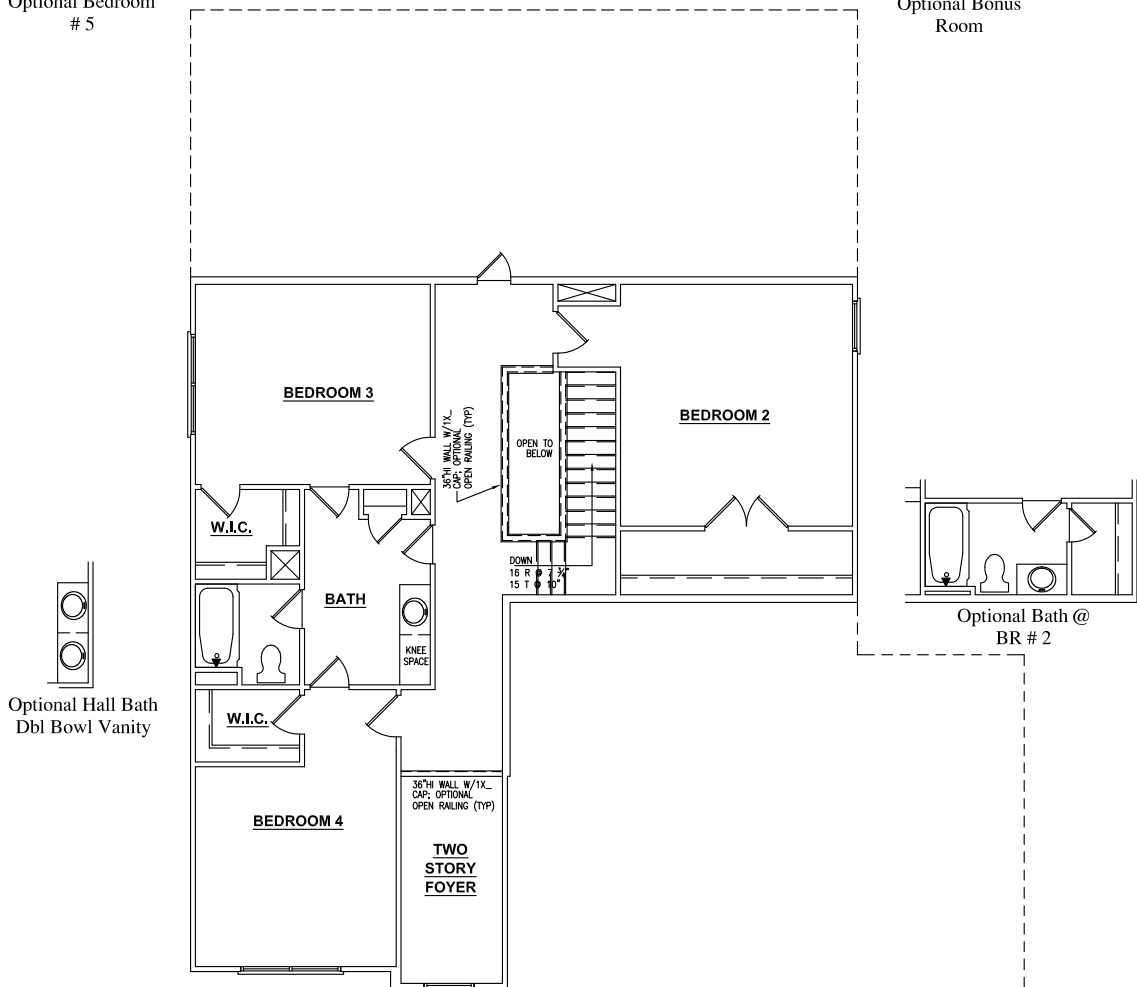 Optional Bedroom
# 5
Optional Bonus
Room
BEDROOM 3
36"HI WALL W/1X_
CAP; OPTIONAL
OPEN RAILING (TYP)
OPEN TO
BELOW
BEDROOM 2
W.I.C.
DOWN
16 R @ 7 3/4"
15 T @ 10"
BATH
KNEE
SPACE
Optional Bath @
BR # 2
Optional Hall Bath
Dbl Bowl Vanity
W.I.C.
36"HI WALL W/1X_
CAP; OPTIONAL
OPEN RAILING (TYP)
BEDROOM 4
TWO
STORY
FOYER